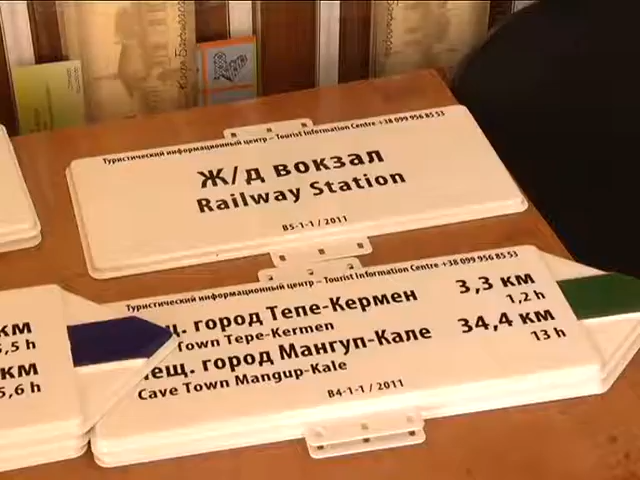 Туристический информационный центр – Tourist Information Centre +38 099 956 85 53
Ж/д вокзал
Railway Station
B5-1-1 / 2011
Туристический информационный центр – Tourist Information Centre +38 099 956 85 53
щ. город Тепе-Кермен 3,3 км
Town Tepe-Kermen 1,2 h
ещ. город Мангуп-Кале 34,4 км
Cave Town Mangup-Kale 13 h
B4-1-1 / 2011
км
,5 h
км
5,6 h